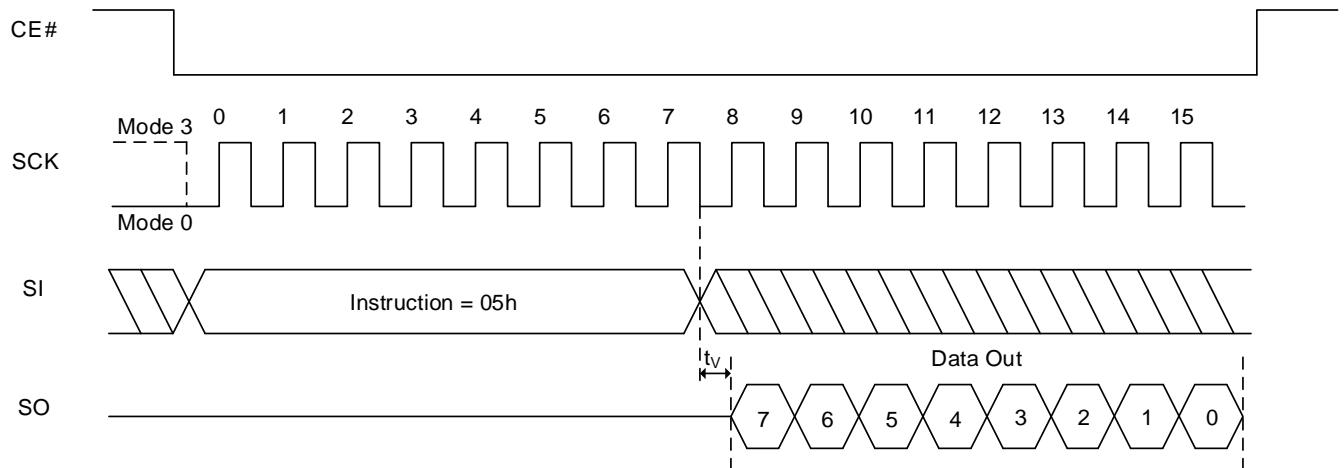 CE#
0 1 2 3 4 5 6 7 8 9 10 11 12 13 14 15
Mode 3
SCK
Mode 0
SI
Instruction = 05h
tV
Data Out
SO
7 6 5 4 3 2 1 0